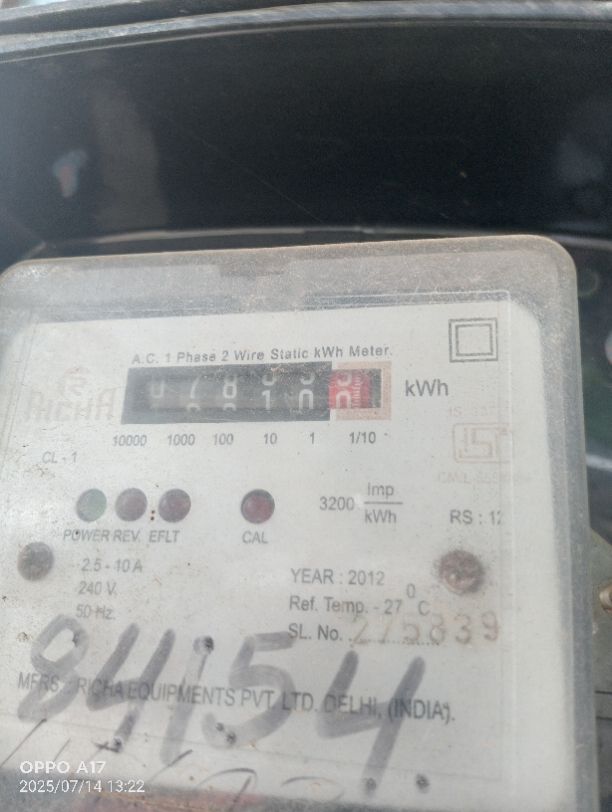 A.C. 1 Phase 2 Wire Static kWh Meter.
RICHA
kWh
10000 1000 100 10 1 1/10
CL - 1
3200 Imp/kWh
RS : 12
POWER REV. EFLT CAL
2.5 - 10 A
240 V.
50 Hz.
YEAR : 2012
Ref. Temp. - 27 0 C
SL. No. 275839
84154
MFRS. : RICHA EQUIPMENTS PVT. LTD. DELHI, (INDIA).
OPPO A17
2025/07/14 13:22